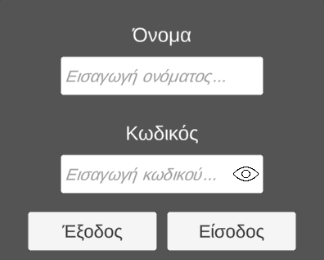 Όνομα
Εισαγωγή ονόματος...
Κωδικός
Εισαγωγή κωδικού...
Έξοδος Είσοδος